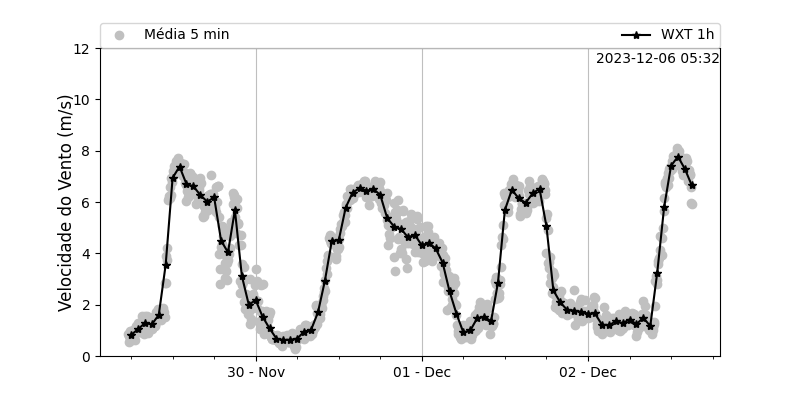 Média 5 min
WXT 1h
2023-12-06 05:32
Velocidade do Vento (m/s)
12
10
8
6
4
2
0
30 - Nov
01 - Dec
02 - Dec